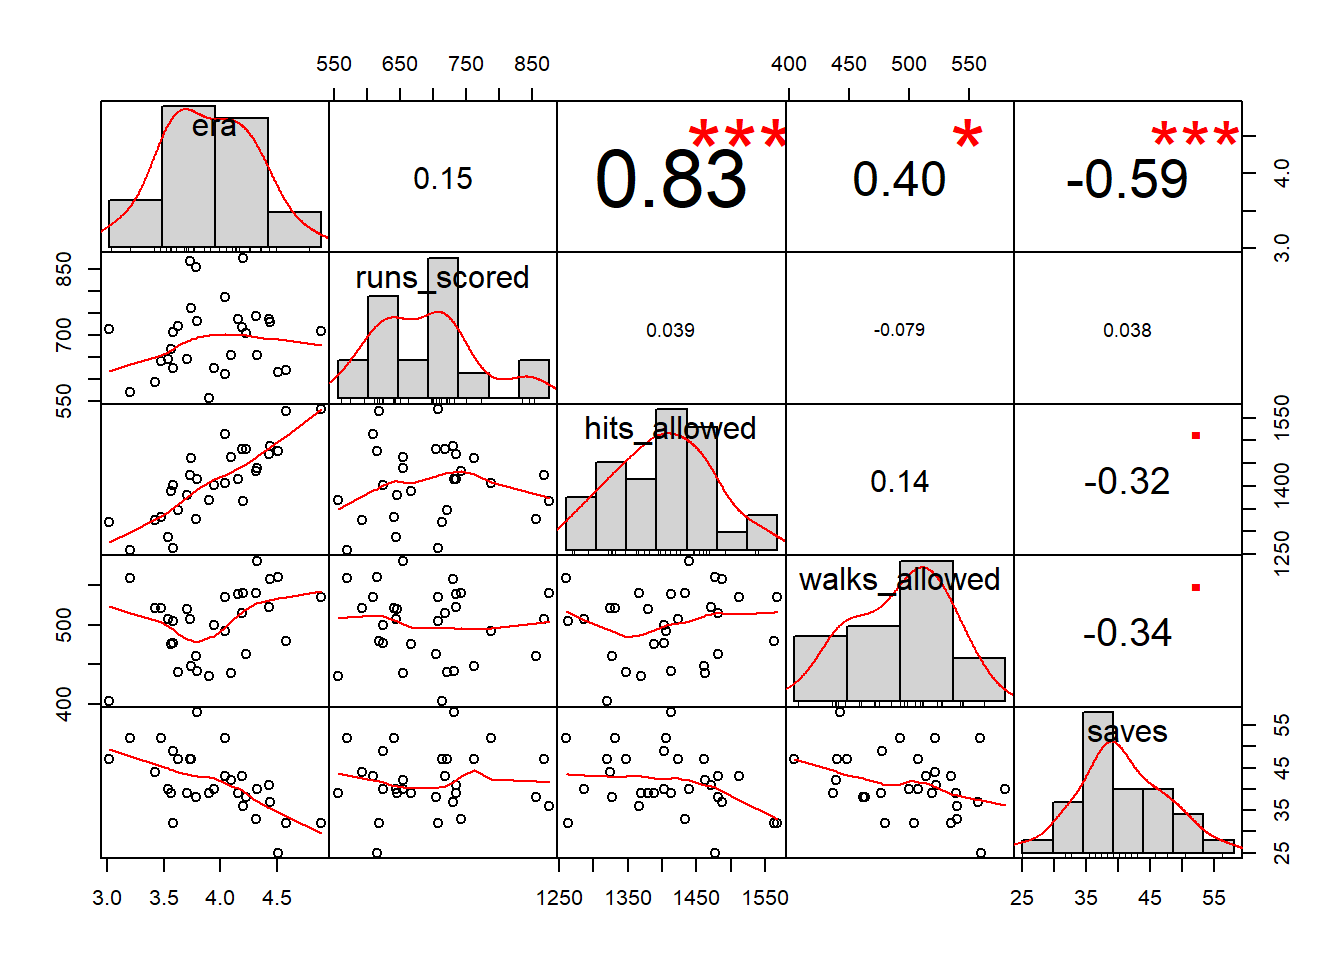 550 650 750 850 400 450 500 550
era 0.15 0.83 *** 0.40 * -0.59 *** 3.0 4.0
550 700 850 runs_scored 0.039 -0.079 0.038
hits_allowed 0.14 -0.32 1250 1400 1550
400 500 walks_allowed -0.34
saves 25 35 45 55
3.0 3.5 4.0 4.5 1250 1350 1450 1550 25 35 45 55